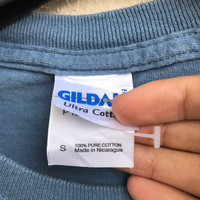 GILDA
Ultra Cott
S
100% PURE COTTON
Made in Nicaragua